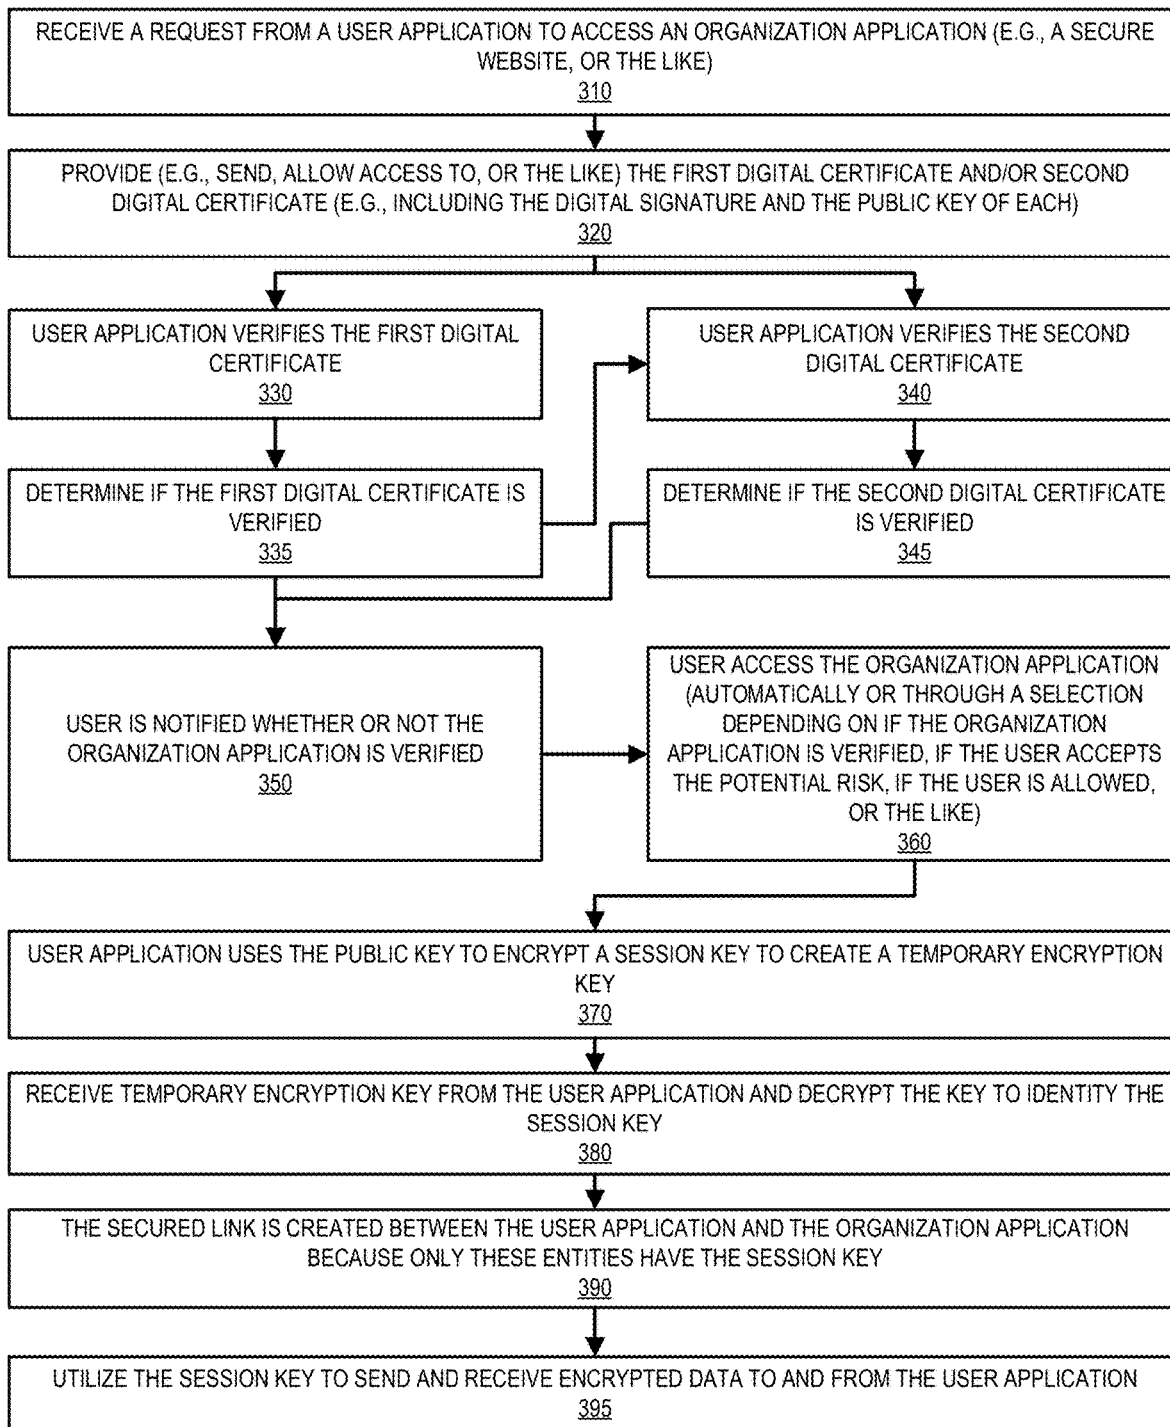 RECEIVE A REQUEST FROM A USER APPLICATION TO ACCESS AN ORGANIZATION APPLICATION (E.G., A SECURE
WEBSITE, OR THE LIKE)
310
PROVIDE (E.G., SEND, ALLOW ACCESS TO, OR THE LIKE) THE FIRST DIGITAL CERTIFICATE AND/OR SECOND
DIGITAL CERTIFICATE (E.G., INCLUDING THE DIGITAL SIGNATURE AND THE PUBLIC KEY OF EACH)
320
USER APPLICATION VERIFIES THE FIRST DIGITAL
CERTIFICATE
330
USER APPLICATION VERIFIES THE SECOND
DIGITAL CERTIFICATE
340
DETERMINE IF THE FIRST DIGITAL CERTIFICATE IS
VERIFIED
335
DETERMINE IF THE SECOND DIGITAL CERTIFICATE
IS VERIFIED
345
USER IS NOTIFIED WHETHER OR NOT THE
ORGANIZATION APPLICATION IS VERIFIED
350
USER ACCESS THE ORGANIZATION APPLICATION
(AUTOMATICALLY OR THROUGH A SELECTION
DEPENDING ON IF THE ORGANIZATION
APPLICATION IS VERIFIED, IF THE USER ACCEPTS
THE POTENTIAL RISK, IF THE USER IS ALLOWED,
OR THE LIKE)
360
USER APPLICATION USES THE PUBLIC KEY TO ENCRYPT A SESSION KEY TO CREATE A TEMPORARY ENCRYPTION
KEY
370
RECEIVE TEMPORARY ENCRYPTION KEY FROM THE USER APPLICATION AND DECRYPT THE KEY TO IDENTITY THE
SESSION KEY
380
THE SECURED LINK IS CREATED BETWEEN THE USER APPLICATION AND THE ORGANIZATION APPLICATION
BECAUSE ONLY THESE ENTITIES HAVE THE SESSION KEY
390
UTILIZE THE SESSION KEY TO SEND AND RECEIVE ENCRYPTED DATA TO AND FROM THE USER APPLICATION
395